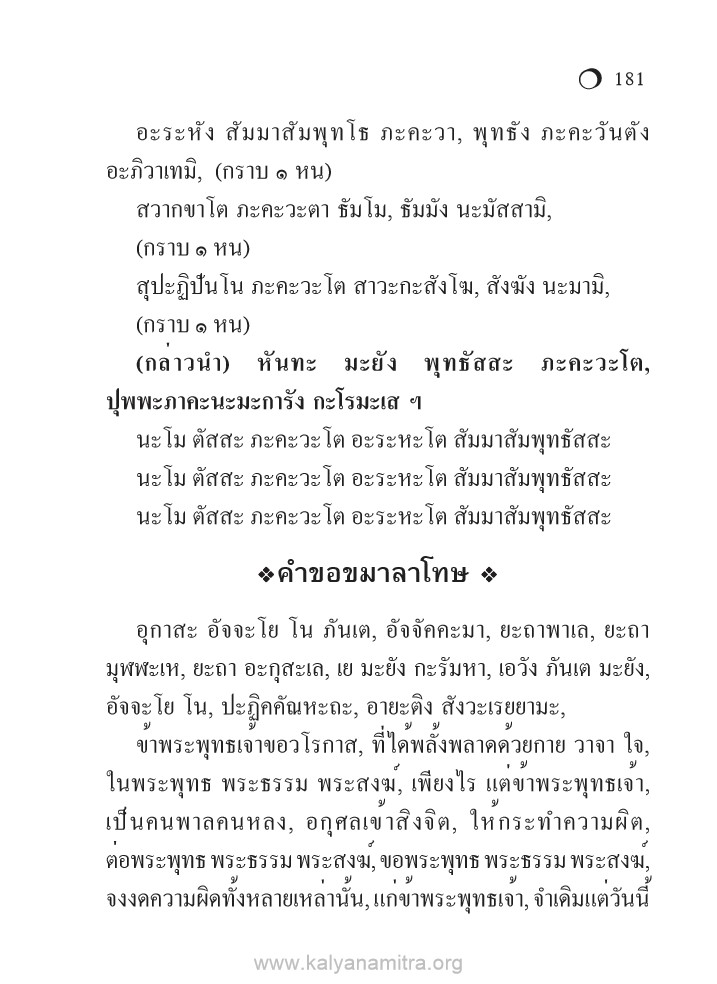 181
อะระหัง สัมมาสัมพุทโธ ภะคะวา, พุทธัง ภะคะวันตัง
อะภิวาเทมิ, (กราบ ๑ หน)
สวากขาโต ภะคะวะตา ธัมโม, ธัมมัง นะมัสสามิ,
(กราบ ๑ หน)
สุปะฏิปันโน ภะคะวะโต สาวะกะสังโฆ, สังฆัง นะมามิ,
(กราบ ๑ หน)
(กล่าวนำ) หันทะ มะยัง พุทธัสสะ ภะคะวะโต,
ปุพพะภาคะนะมะการัง กะโรมะเส ฯ
นะโม ตัสสะ ภะคะวะโต อะระหะโต สัมมาสัมพุทธัสสะ
นะโม ตัสสะ ภะคะวะโต อะระหะโต สัมมาสัมพุทธัสสะ
นะโม ตัสสะ ภะคะวะโต อะระหะโต สัมมาสัมพุทธัสสะ
❖คำขอขมาลาโทษ ❖
อุกาสะ อัจจะโย โน ภันเต, อัจจัคคะมา, ยะถาพาเล, ยะถา
มุฬฬะเห, ยะถา อะกุสะเล, เย มะยัง กะรัมหา, เอวัง ภันเต มะยัง,
อัจจะโย โน, ปะฏิคคัณหะถะ, อายะติง สังวะเรยยามะ,
ข้าพระพุทธเจ้าขอวโรกาส, ที่ได้พลั้งพลาดด้วยกาย วาจา ใจ,
ในพระพุทธ พระธรรม พระสงฆ์, เพียงไร แต่ข้าพระพุทธเจ้า,
เป็นคนพาลคนหลง, อกุศลเข้าสิงจิต, ให้กระทำความผิต,
ต่อพระพุทธ พระธรรม พระสงฆ์, ขอพระพุทธ พระธรรม พระสงฆ์,
จงงดความผิดทั้งหลายเหล่านั้น, แก่ข้าพระพุทธเจ้า, จำเดิมแต่วันนี้
www.kalyanamitra.org